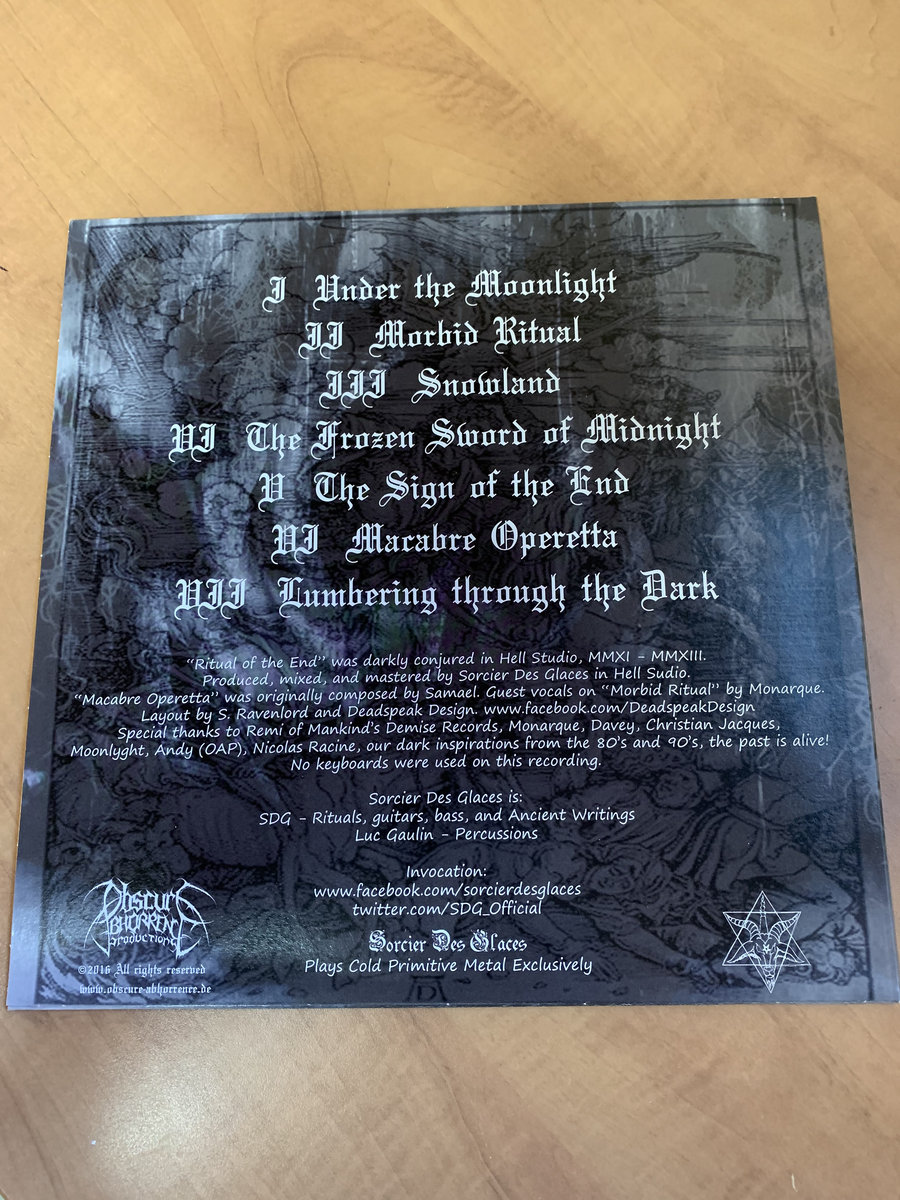 I Under the Moonlight
II Morbid Ritual
III Snowland
VI The Frozen Sword of Midnight
V The Sign of the End
VI Macabre Operetta
VII Lumbering through the Dark
"Ritual of the End" was darkly conjured in Hell Studio, MMXI - MMXIII.
Produced, mixed, and mastered by Sorcier Des Glaces in Hell Sudio.
"Macabre Operetta" was originally composed by Samael. Guest vocals on "Morbid Ritual" by Monarque.
Layout by S. Ravenlord and Deadspeak Design. www.facebook.com/DeadspeakDesign
Special thanks to Remi of Mankind's Demise Records, Monarque, Davey, Christian Jacques,
Moonlyght, Andy (OAP), Nicolas Racine, our dark inspirations from the 80's and 90's, the past is alive!
No keyboards were used on this recording.
Sorcier Des Glaces is:
SDG - Rituals, guitars, bass, and Ancient Writings
Luc Gaulin - Percussions
Invocation:
www.facebook.com/sorcierdesglaces
twitter.com/SDG_Official
Sorcier Des Glaces
Plays Cold Primitive Metal Exclusively
Obscure
Abhorrence
Productions
©2016 All rights reserved
www.obscure-abhorrence.de
D